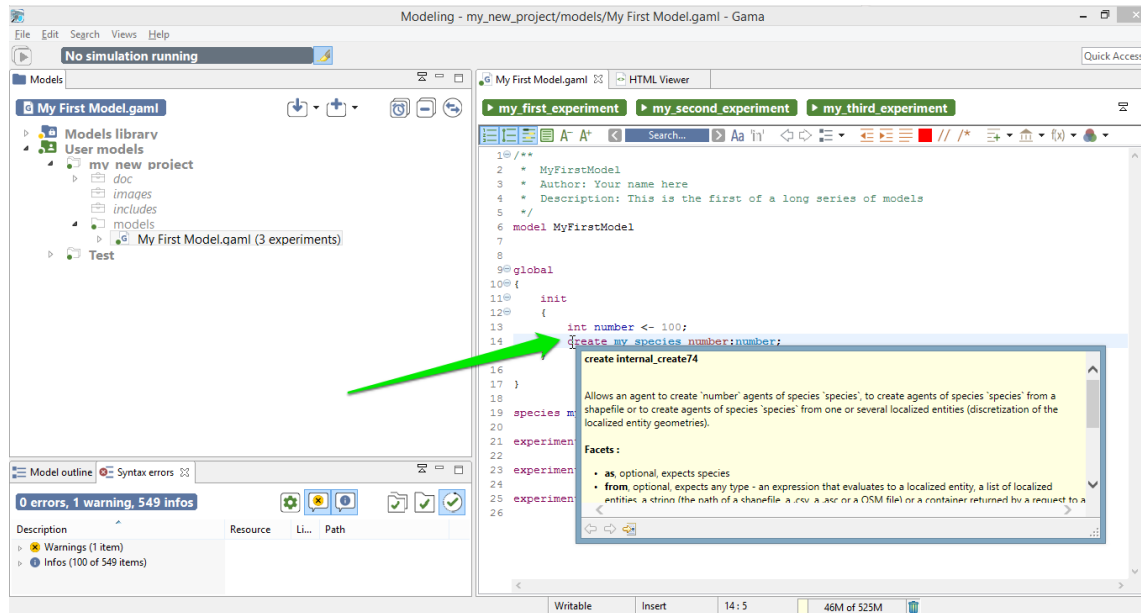 Modeling - my_new_project/models/My First Model.gaml - Gama
File Edit Search Views Help
No simulation running
Quick Access
Models
My First Model.gaml
Models library
User models
my_new_project
doc
images
includes
models
My First Model.gaml (3 experiments)
Test
Model outline Syntax errors
0 errors, 1 warning, 549 infos
Description Resource Li... Path
Warnings (1 item)
Infos (100 of 549 items)
My First Model.gaml HTML Viewer
my_first_experiment my_second_experiment my_third_experiment
A- A+ Search... Aa "n" // /* f(x)
1 /**
2 * MyFirstModel
3 * Author: Your name here
4 * Description: This is the first of a long series of models
5 */
6 model MyFirstModel
7
8
9 global
10 {
11 init
12 {
13 int number <- 100;
14 create my_species number:number;
}
16
17 }
18
19 species m
20
21 experimen
22
23 experimen
24
25 experimen
26
create internal_create74
Allows an agent to create `number` agents of species `species`, to create agents of species `species` from a
shapefile or to create agents of species `species` from one or several localized entities (discretization of the
localized entity geometries).
Facets :
• as, optional, expects species
• from, optional, expects any type - an expression that evaluates to a localized entity, a list of localized
entities, a string (the path of a shapefile, a .csv, a .asc or a OSM file) or a container returned by a request to a
Writable Insert 14 : 5 46M of 525M